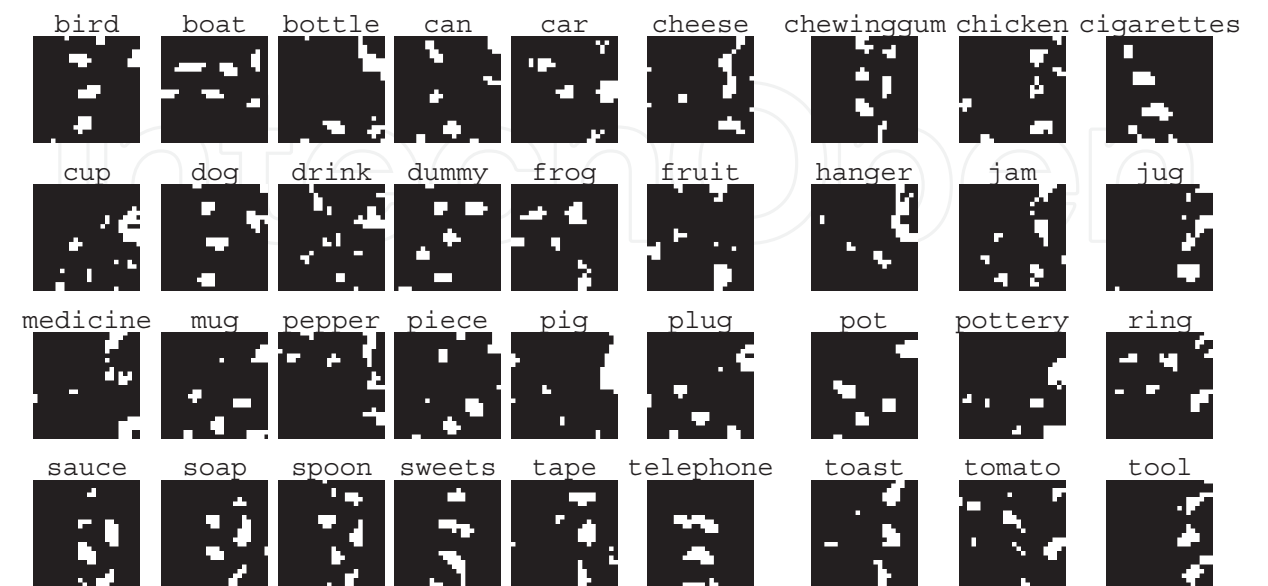 bird boat bottle can car cheese chewinggum chicken cigarettes
cup dog drink dummy frog fruit hanger jam jug
medicine mug pepper piece pig plug pot pottery ring
sauce soap spoon sweets tape telephone toast tomato tool
IntechOpen